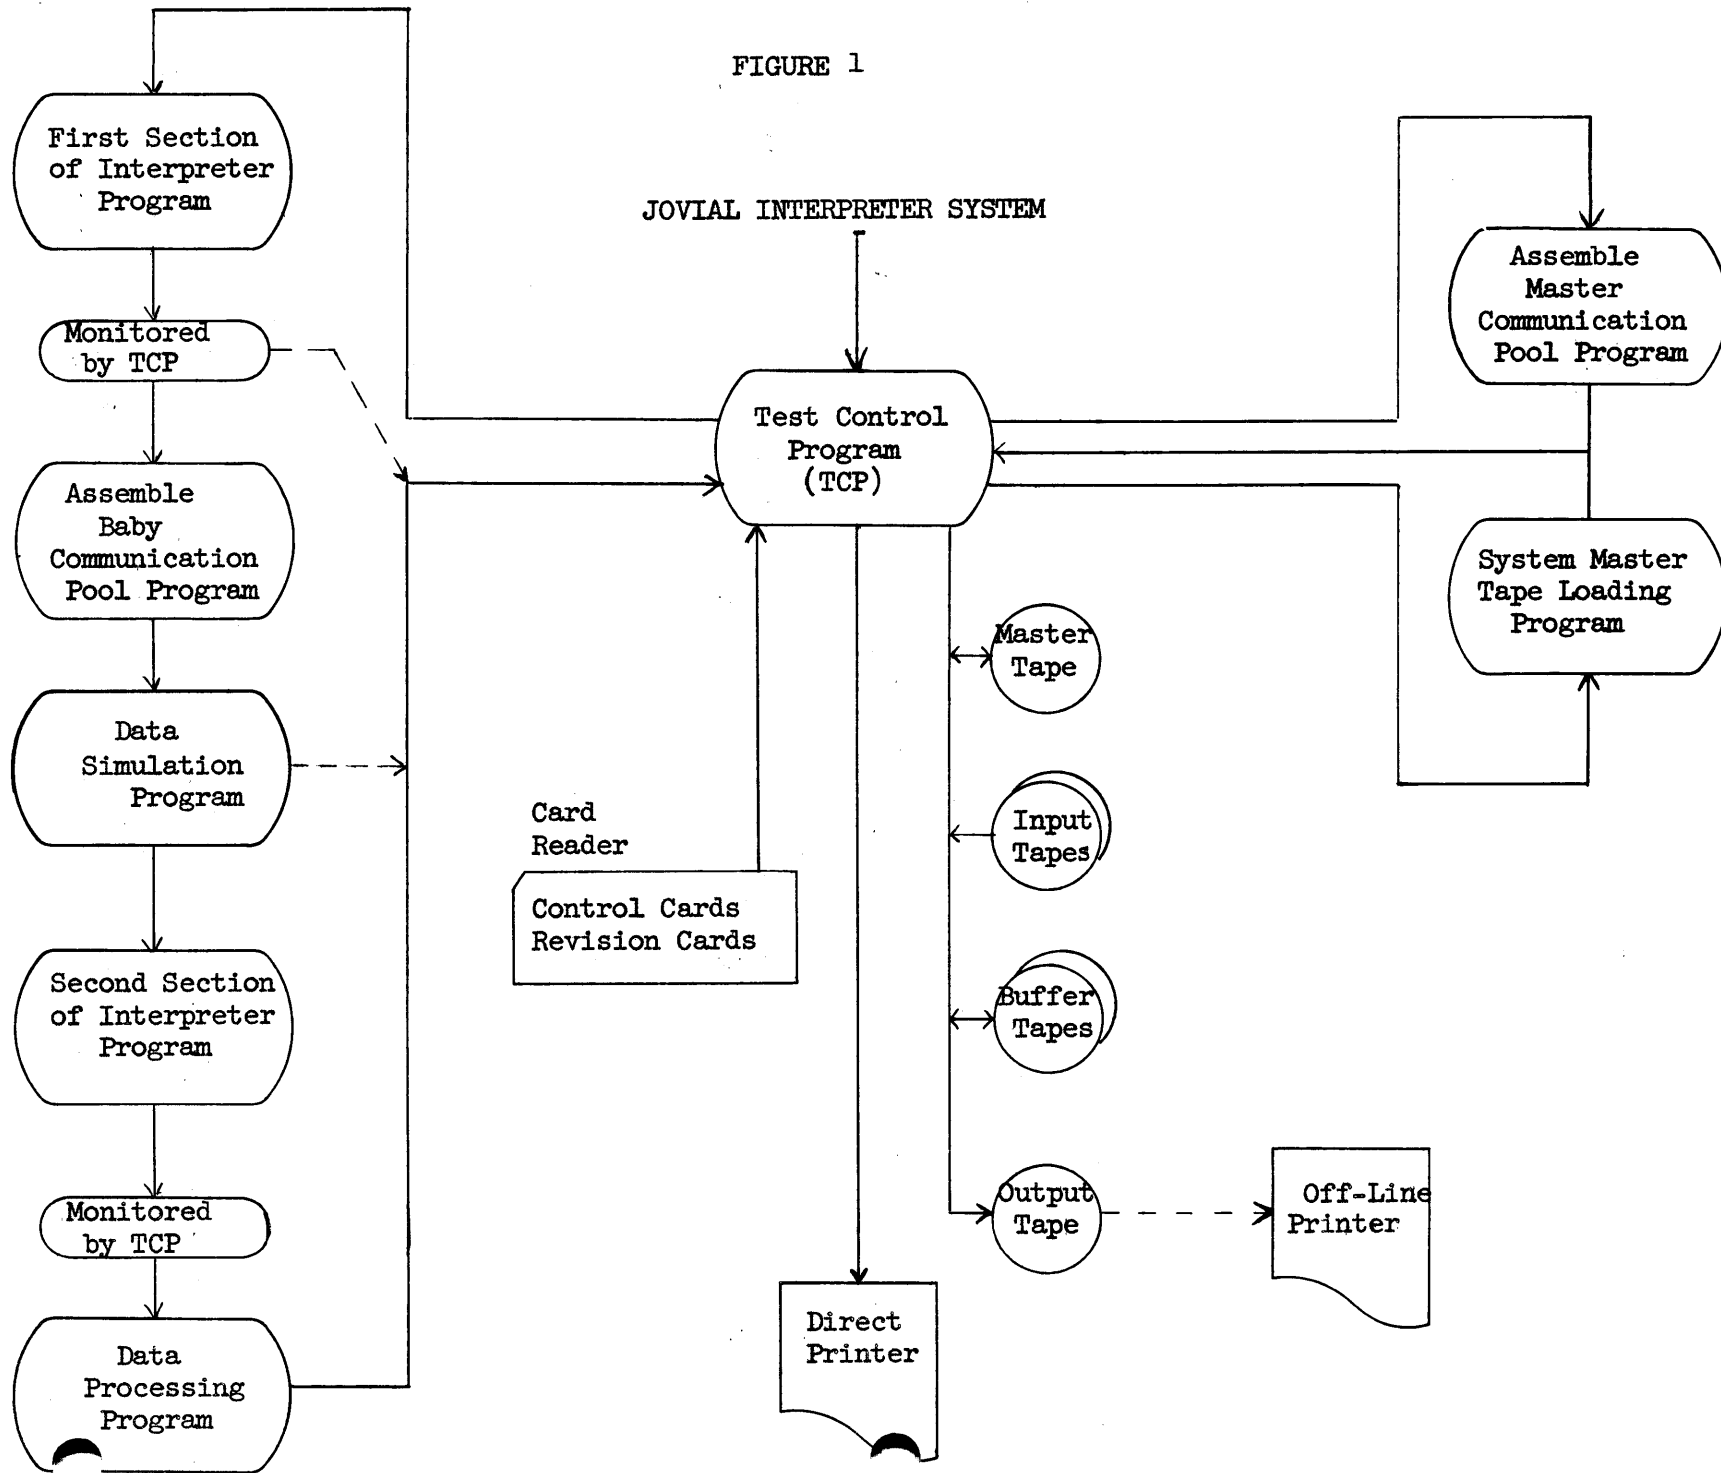 FIGURE 1
JOVIAL INTERPRETER SYSTEM
First Section
of Interpreter
Program
Monitored
by TCP
Assemble
Baby
Communication
Pool Program
Data
Simulation
Program
Second Section
of Interpreter
Program
Monitored
by TCP
Data
Processing
Program
Test Control
Program
(TCP)
Card
Reader
Control Cards
Revision Cards
Direct
Printer
Master
Tape
Input
Tapes
Buffer
Tapes
Output
Tape
Off-Line
Printer
Assemble
Master
Communication
Pool Program
System Master
Tape Loading
Program